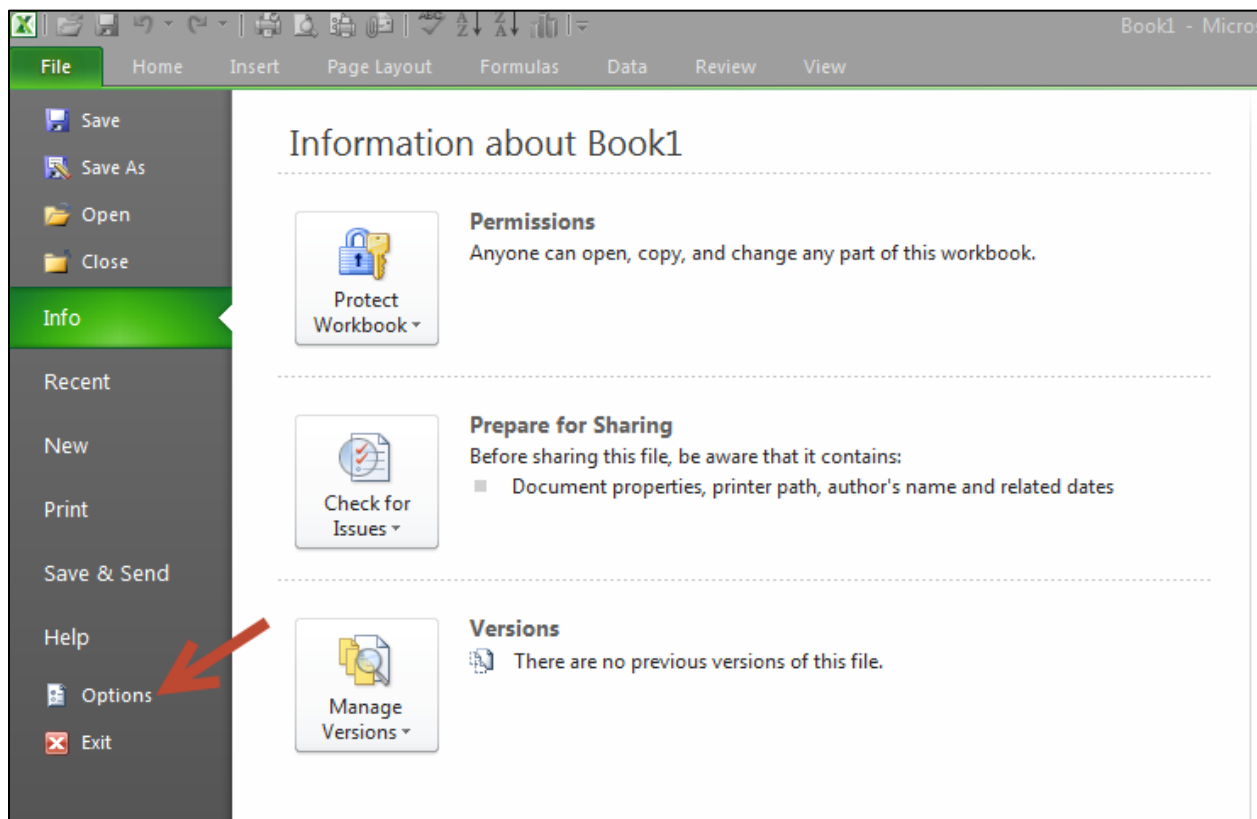 Book1 - Micros
File Home Insert Page Layout Formulas Data Review View
Save
Save As
Open
Close
Info
Recent
New
Print
Save & Send
Help
Options
Exit
Information about Book1
Protect
Workbook
Permissions
Anyone can open, copy, and change any part of this workbook.
Check for
Issues
Prepare for Sharing
Before sharing this file, be aware that it contains:
Document properties, printer path, author's name and related dates
Manage
Versions
Versions
There are no previous versions of this file.